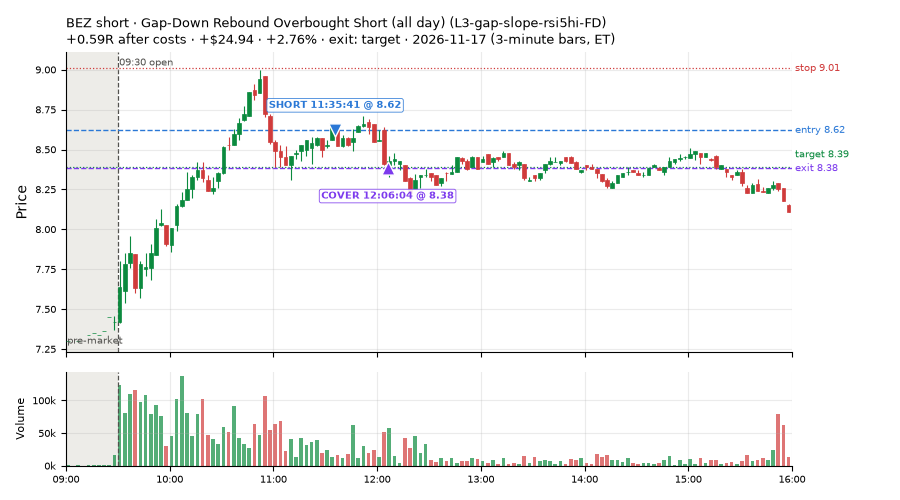 BEZ short · Gap-Down Rebound Overbought Short (all day) (L3-gap-slope-rsi5hi-FD)
+0.59R after costs · +$24.94 · +2.76% · exit: target · 2026-11-17 (3-minute bars, ET)
09:30 open
stop 9.01
9.00
SHORT 11:35:41 @ 8.62
8.75
entry 8.62
8.50
target 8.39
exit 8.38
8.25
COVER 12:06:04 @ 8.38
Price
8.00
7.75
7.50
pre-market
7.25
Volume
100k
50k
0k
09:00 10:00 11:00 12:00 13:00 14:00 15:00 16:00